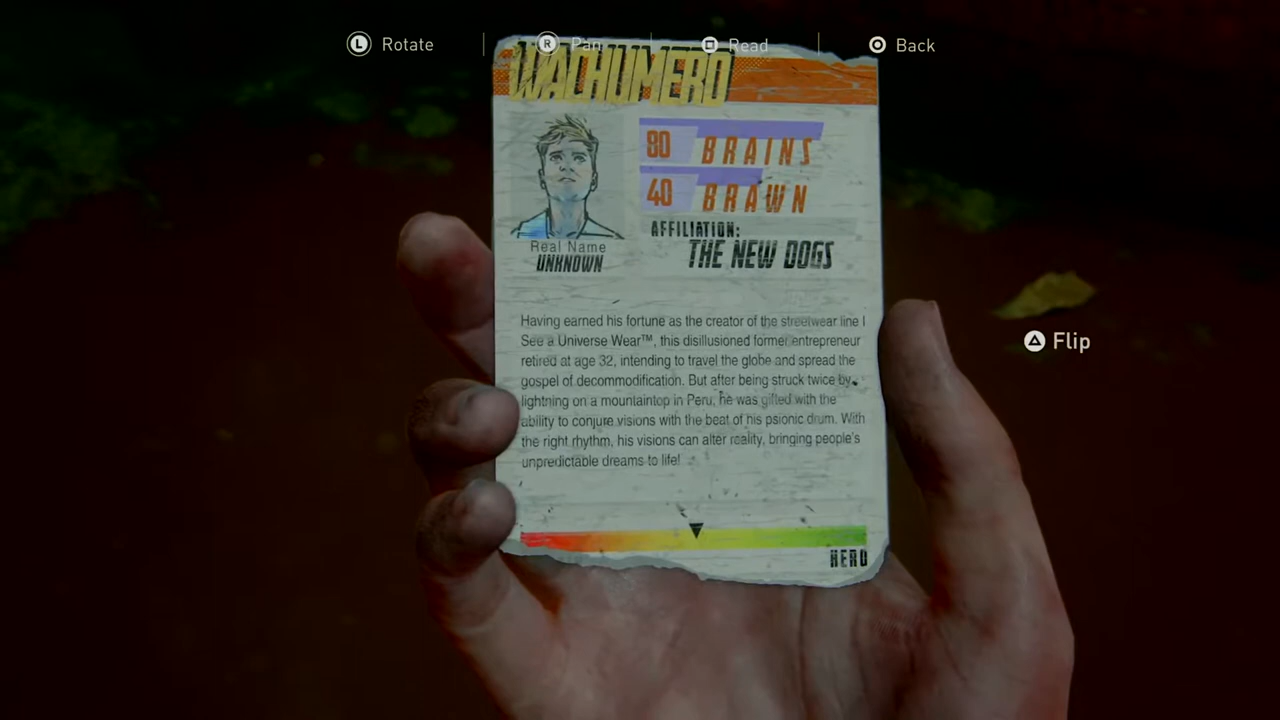 L Rotate
R Pan
Read
Back
WACHUMERO
80 BRAINS
40 BRAWN
AFFILIATION:
THE NEW DOGS
Real Name
UNKNOWN
Having earned his fortune as the creator of the streetwear line I
See a Universe Wear™, this disillusioned former entrepreneur
retired at age 32, intending to travel the globe and spread the
gospel of decommodification. But after being struck twice by
lightning on a mountaintop in Peru, he was gifted with the
ability to conjure visions with the beat of his psionic drum. With
the right rhythm, his visions can alter reality, bringing people's
unpredictable dreams to life!
HERO
Flip